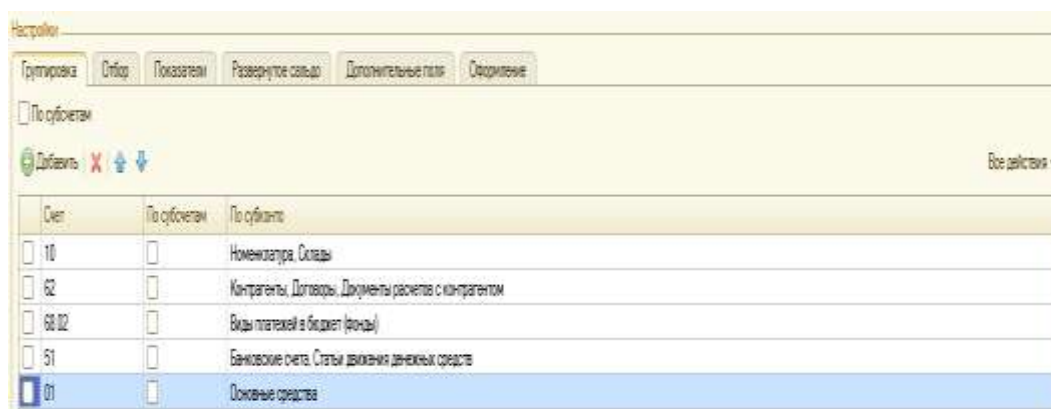 Настройки
Группировка Отбор Показатели Развернутое сальдо Дополнительные поля Оформление
По субсчетам
Добавить Все действия
Счет По субсчетам По субконто
10 Номенклатура, Склады
62 Контрагенты, Договоры, Документы расчетов с контрагентом
68.02 Виды платежей в бюджет (фонды)
51 Банковские счета, Статьи движения денежных средств
01 Основные средства